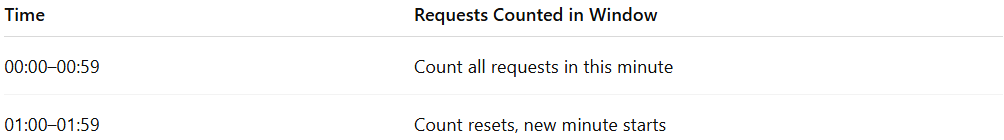 Time Requests Counted in Window
00:00–00:59 Count all requests in this minute
01:00–01:59 Count resets, new minute starts